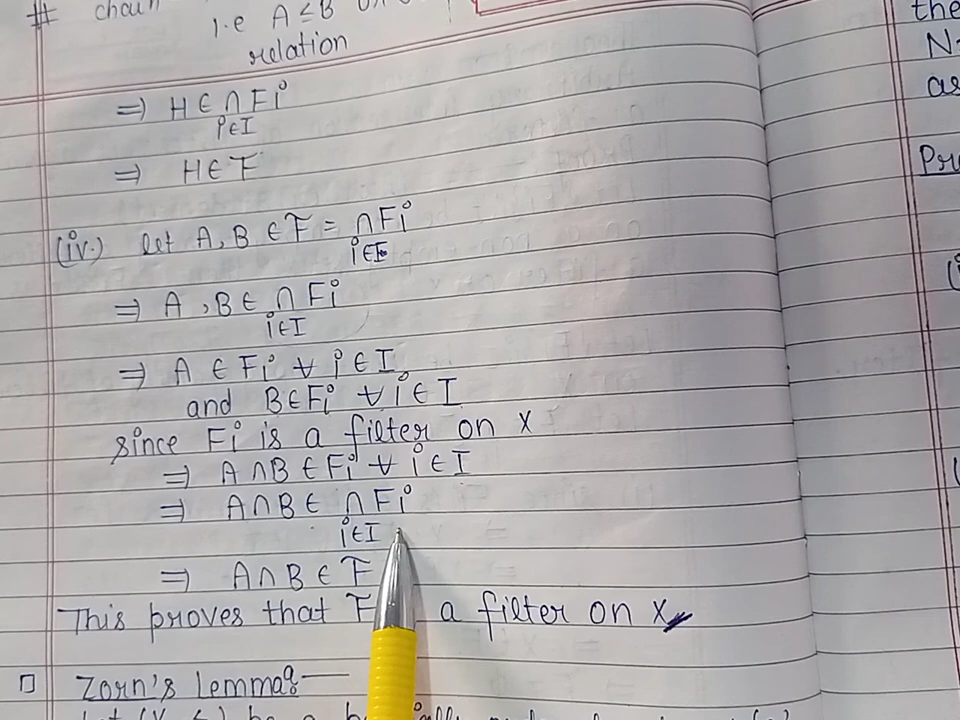 # chain
i.e A ≤ B
relation
⇒ H ∈ ∩ Fi
i∈I
⇒ H ∈ F
(iv.) let A, B ∈ F = ∩ Fi
i∈I
⇒ A, B ∈ ∩ Fi
i∈I
⇒ A ∈ Fi ∀ i ∈ I
and B∈Fi ∀ i ∈ I
since Fi is a filter on X
⇒ A∩B ∈ Fi ∀ i ∈ I
⇒ A∩B ∈ ∩ Fi
i∈I
⇒ A∩B ∈ F
This proves that F a filter on X
□ Zorn's Lemma:—
the
as